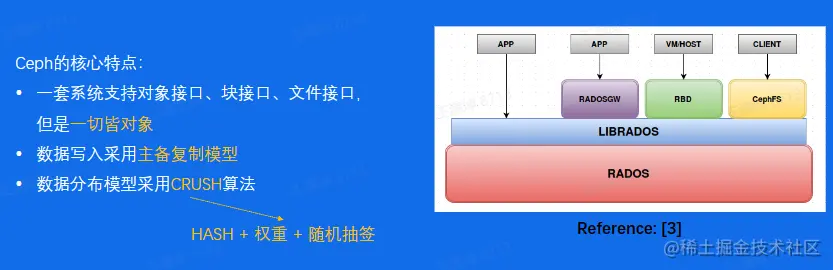 Ceph的核心特点：
• 一套系统支持对象接口、块接口、文件接口，
但是一切皆对象
• 数据写入采用主备复制模型
• 数据分布模型采用CRUSH算法
HASH + 权重 + 随机抽签
APP
APP
VM/HOST
CLIENT
RADOSGW
RBD
CephFS
LIBRADOS
RADOS
Reference: [3]
@稀土掘金技术社区